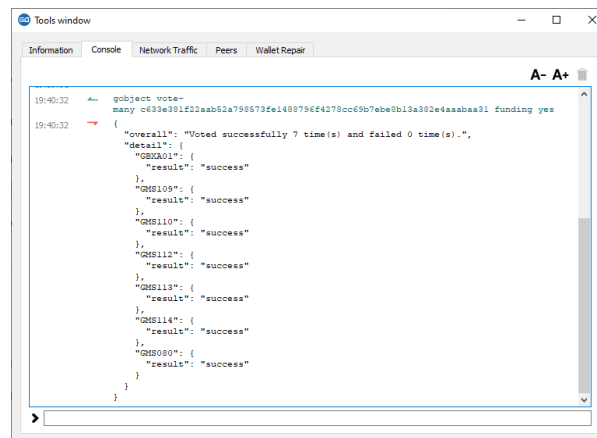 GO Tools window
Information Console Network Traffic Peers Wallet Repair
A- A+
19:40:32 gobject vote-
many c633e381f22aab52a798573fe1488796f4278cc69b7ebe8b13a382e4aaabaa31 funding yes
19:40:32 {
"overall": "Voted successfully 7 time(s) and failed 0 time(s).",
"detail": {
"GBXA01": {
"result": "success"
},
"GMS109": {
"result": "success"
},
"GMS110": {
"result": "success"
},
"GMS112": {
"result": "success"
},
"GMS113": {
"result": "success"
},
"GMS114": {
"result": "success"
},
"GMS080": {
"result": "success"
}
}
}